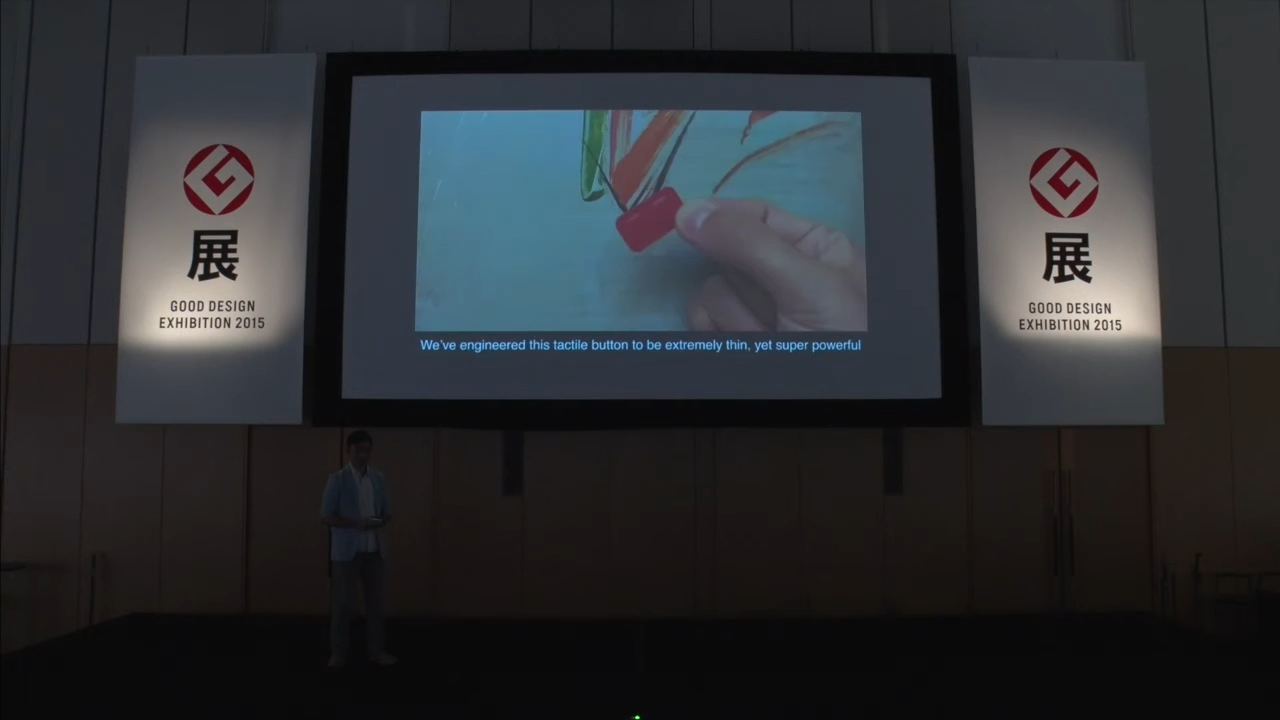 展
GOOD DESIGN
EXHIBITION 2015
We've engineered this tactile button to be extremely thin, yet super powerful
展
GOOD DESIGN
EXHIBITION 2015